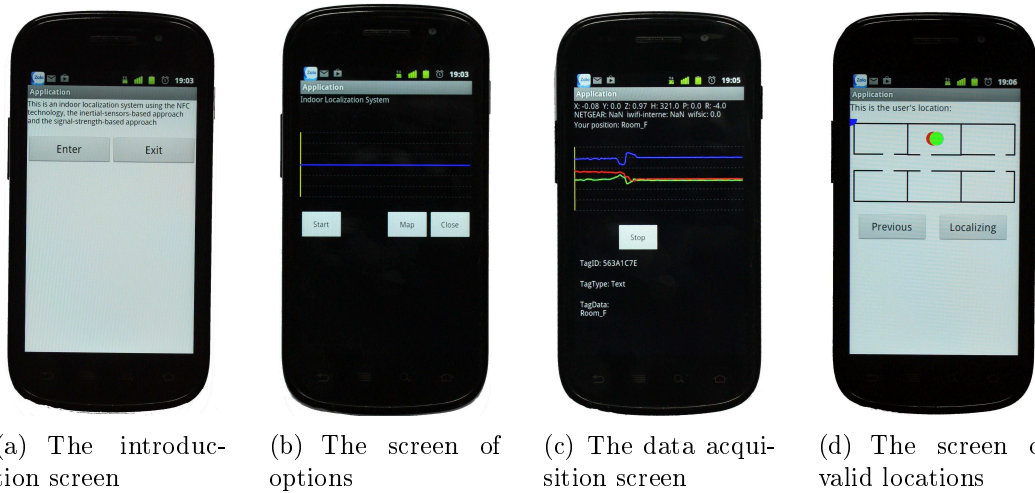 Zalo
19:03
Application
This is an indoor localization system using the NFC
technology, the inertial-sensors-based approach
and the signal-strength-based approach
Enter
Exit
Zalo
19:03
Application
Indoor Localization System
Start
Map
Close
19:05
Application
X: -0.08 Y: 0.0 Z: 0.97 H: 321.0 P: 0.0 R: -4.0
NETGEAR: NaN iwifi-interne: NaN wifsic: 0.0
Your position: Room_F
Stop
TagID: 563A1C7E
TagType: Text
TagData:
Room_F
Zalo
19:06
Application
This is the user's location:
Previous
Localizing
a) The introduc-
tion screen
(b) The screen of
options
(c) The data acqui-
sition screen
(d) The screen o
valid locations